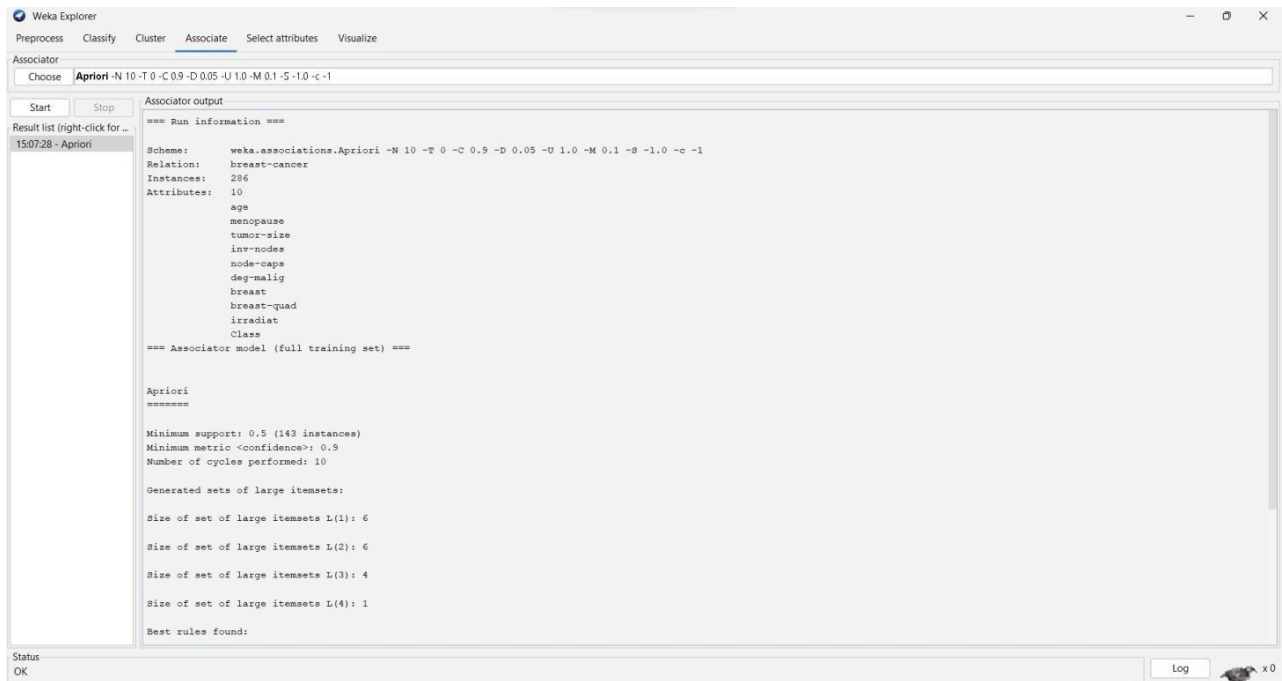 Weka Explorer
Preprocess Classify Cluster Associate Select attributes Visualize
Associator
Choose Apriori -N 10 -T 0 -C 0.9 -D 0.05 -U 1.0 -M 0.1 -S -1.0 -c -1
Start Stop
Result list (right-click for ...
15:07:28 - Apriori
Associator output
=== Run information ===
Scheme: weka.associations.Apriori -N 10 -T 0 -C 0.9 -D 0.05 -U 1.0 -M 0.1 -S -1.0 -c -1
Relation: breast-cancer
Instances: 286
Attributes: 10
age
menopause
tumor-size
inv-nodes
node-caps
deg-malig
breast
breast-quad
irradiat
Class
=== Associator model (full training set) ===
Apriori
=======
Minimum support: 0.5 (143 instances)
Minimum metric <confidence>: 0.9
Number of cycles performed: 10
Generated sets of large itemsets:
Size of set of large itemsets L(1): 6
Size of set of large itemsets L(2): 6
Size of set of large itemsets L(3): 4
Size of set of large itemsets L(4): 1
Best rules found:
Status
OK
Log
x 0